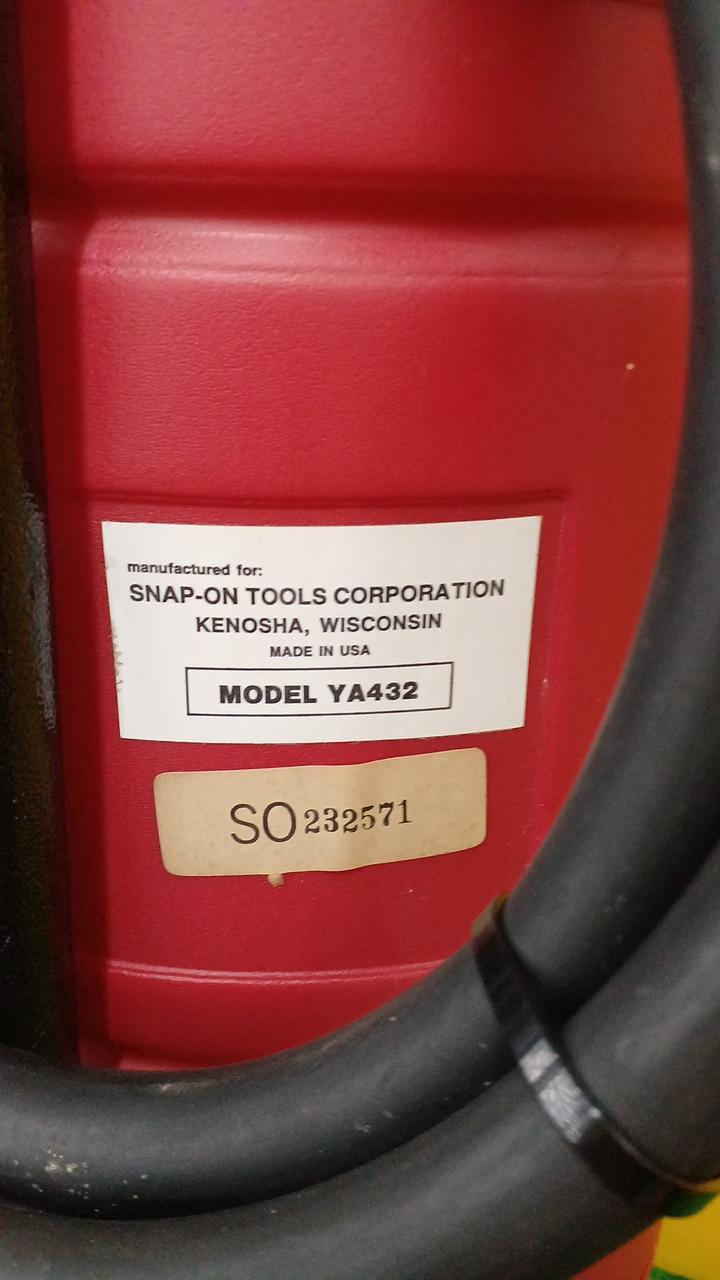 manufactured for:
SNAP-ON TOOLS CORPORATION
KENOSHA, WISCONSIN
MADE IN USA
MODEL YA432
SO 232571